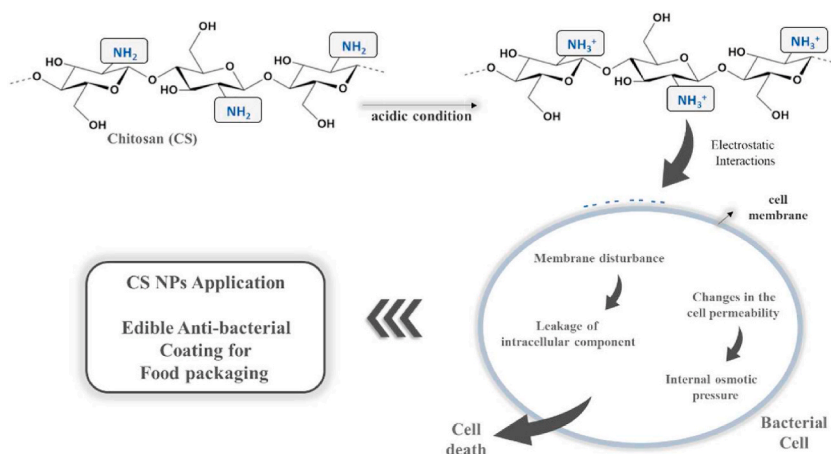 OH
NH₂
NH₂
HO
O
O
O
O
HO
O
O
HO
O
OH
NH₂
OH
Chitosan (CS)
acidic condition
OH
NH₃⁺
NH₃⁺
HO
O
O
O
O
HO
O
O
HO
O
OH
NH₃⁺
OH
Electrostatic
Interactions
cell
membrane
Membrane disturbance
Leakage of
intracellular component
Changes in the
cell permeability
Internal osmotic
pressure
Bacterial
Cell
Cell
death
CS NPs Application
Edible Anti-bacterial
Coating for
Food packaging